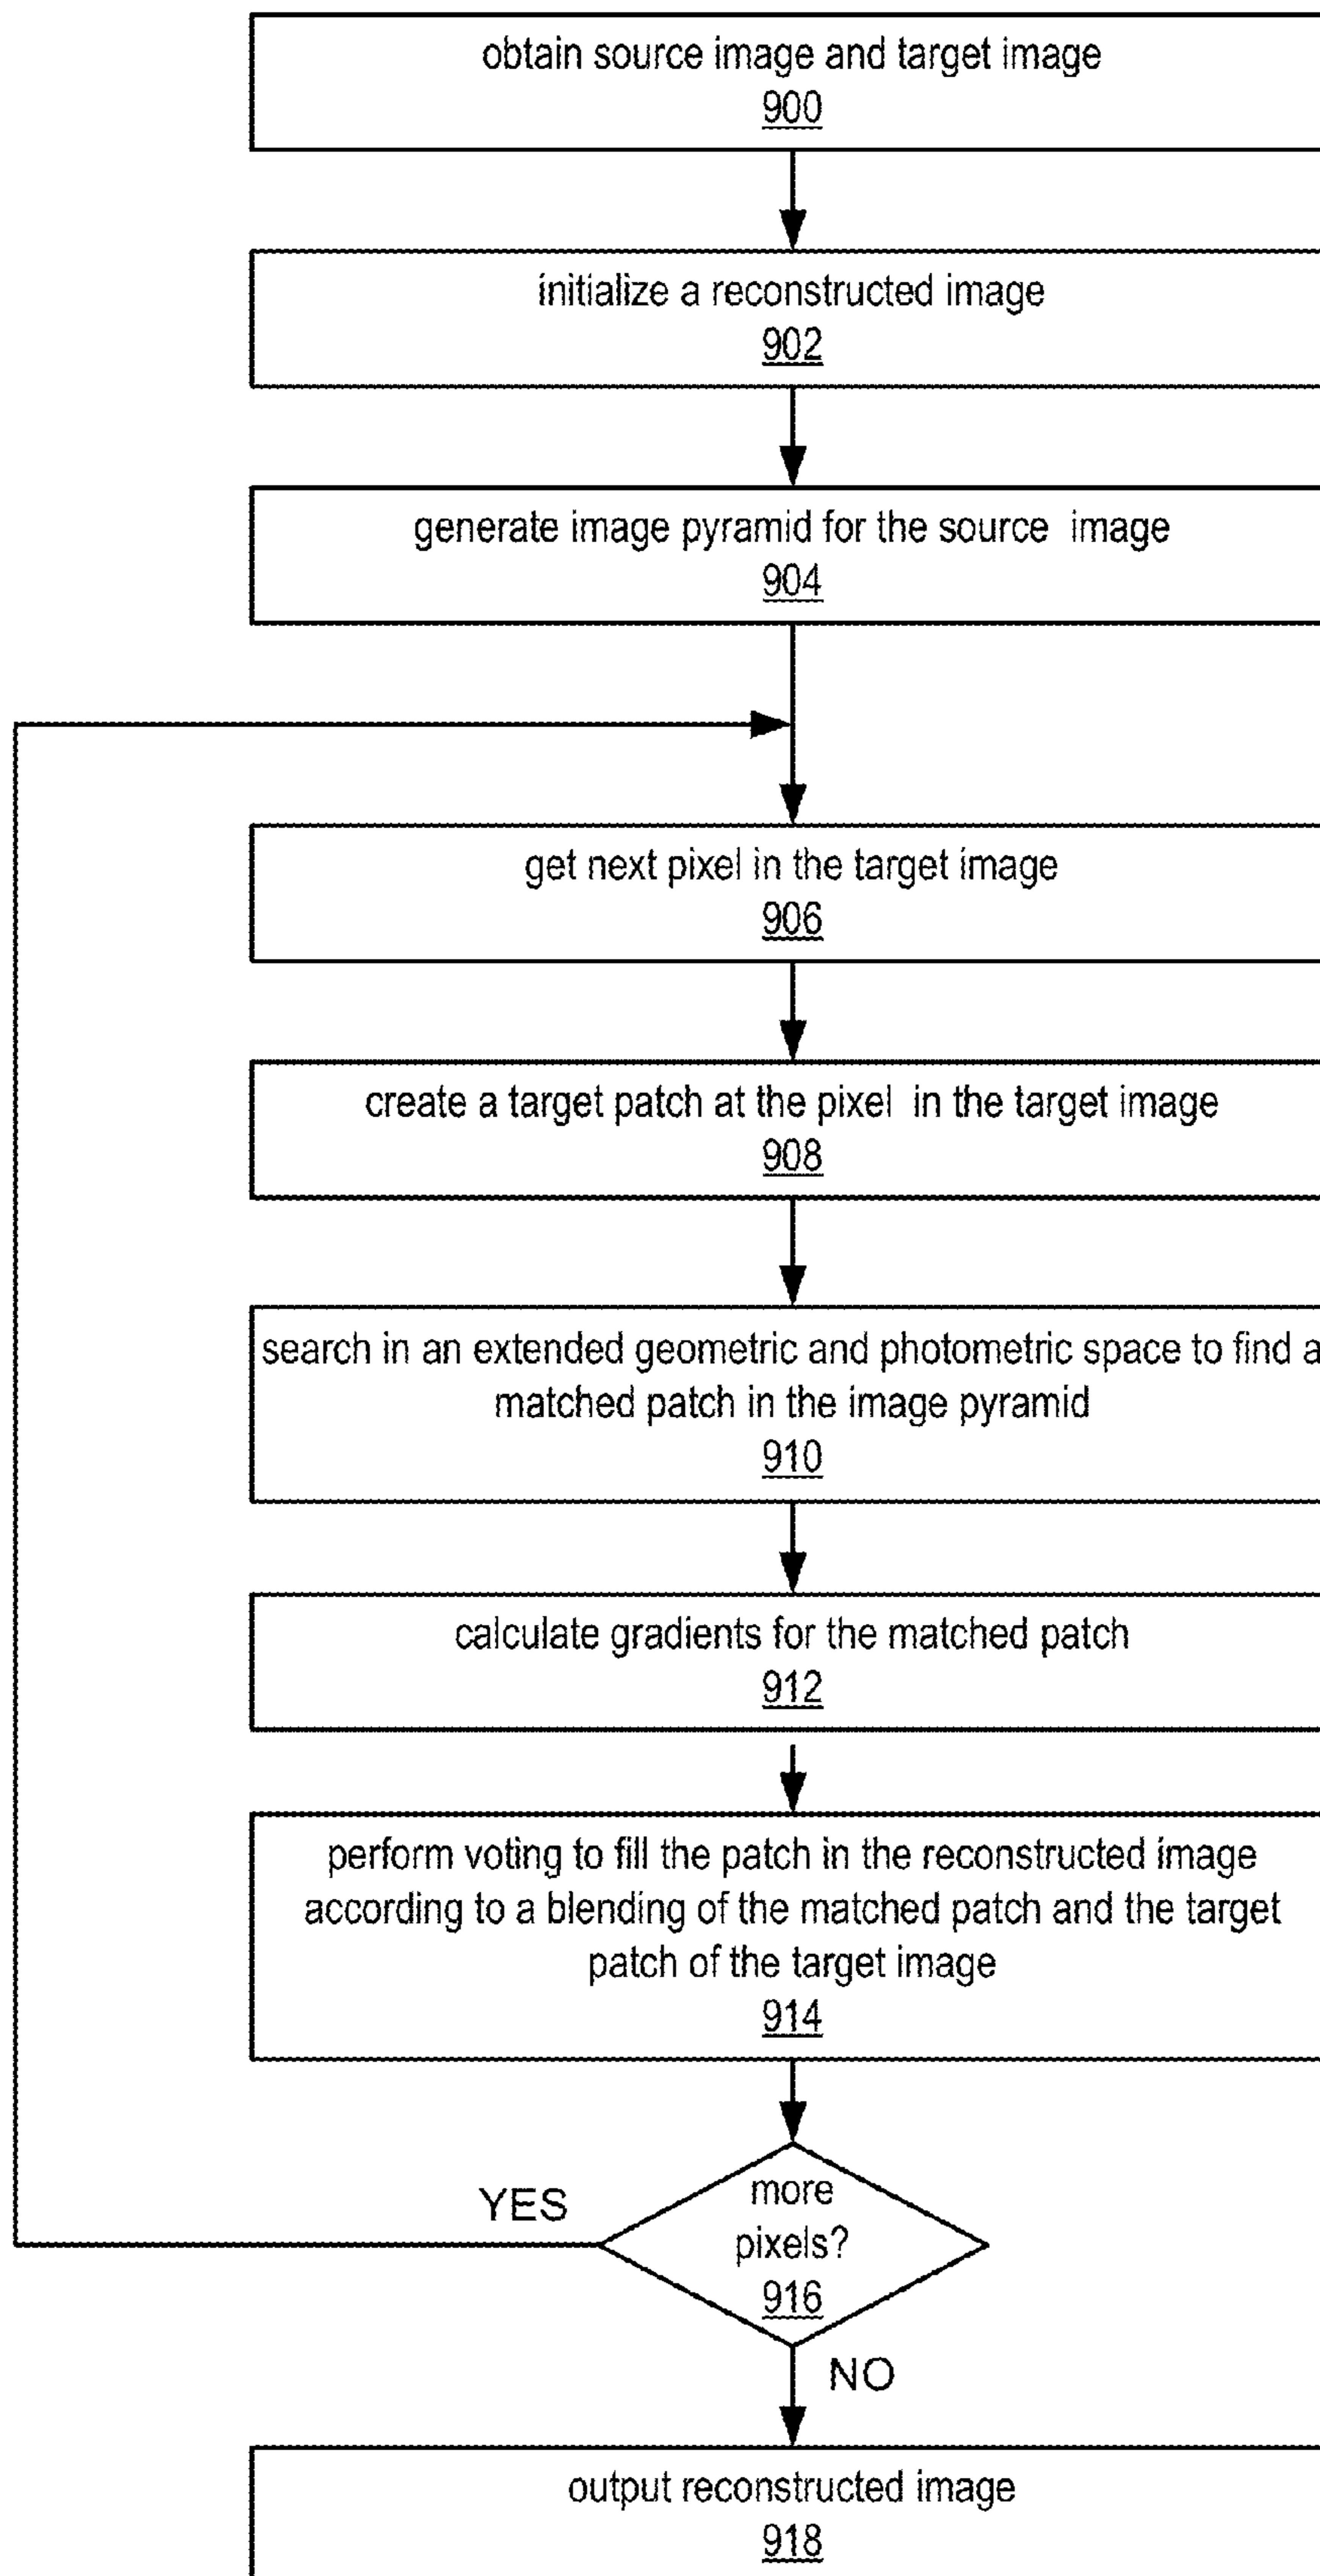 obtain source image and target image
900
initialize a reconstructed image
902
generate image pyramid for the source image
904
get next pixel in the target image
906
create a target patch at the pixel in the target image
908
search in an extended geometric and photometric space to find a
matched patch in the image pyramid
910
calculate gradients for the matched patch
912
perform voting to fill the patch in the reconstructed image
according to a blending of the matched patch and the target
patch of the target image
914
YES
more
pixels?
916
NO
output reconstructed image
918